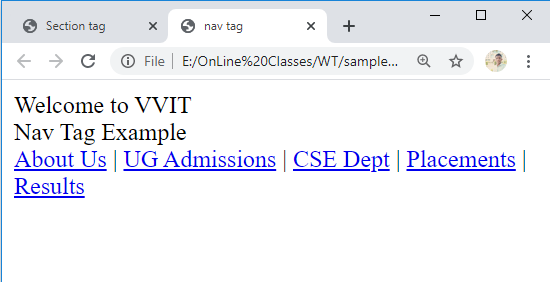 Section tag
nav tag
File | E:/OnLine%20Classes/WT/sample...
Welcome to VVIT
Nav Tag Example
About Us | UG Admissions | CSE Dept | Placements |
Results